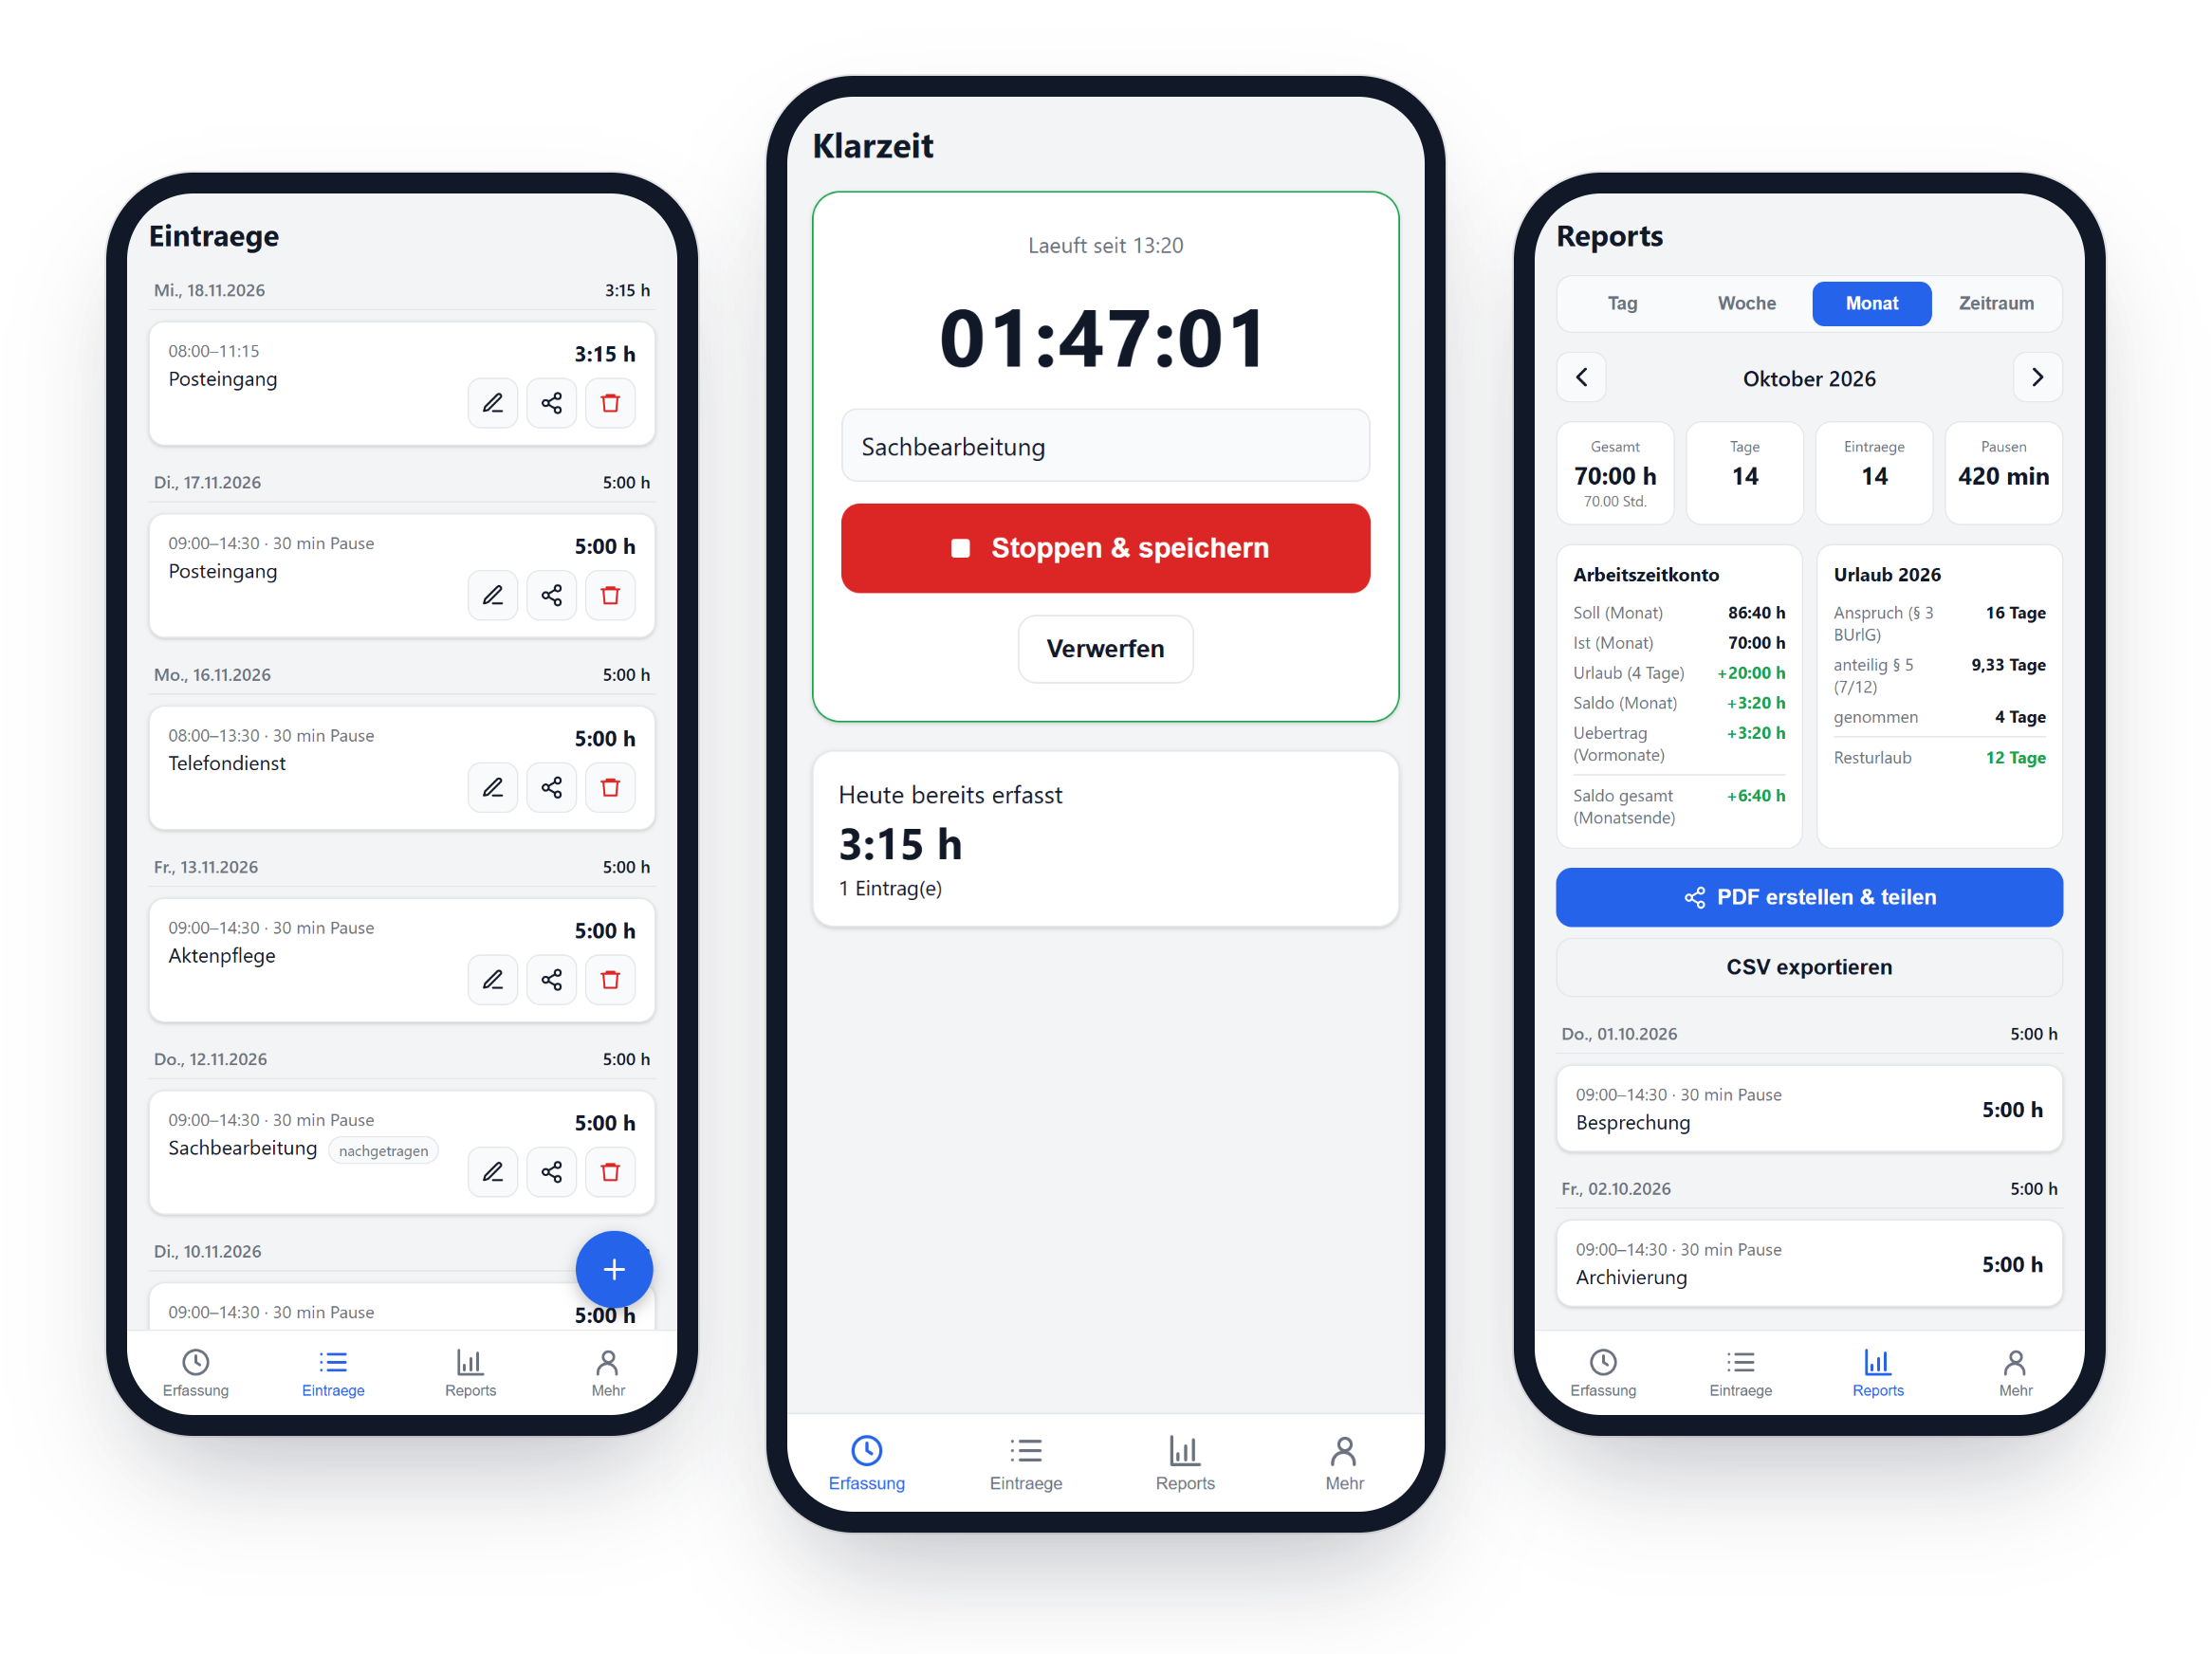 Eintraege
Mi., 18.11.2026 3:15 h
08:00–11:15 3:15 h
Posteingang
Di., 17.11.2026 5:00 h
09:00–14:30 · 30 min Pause 5:00 h
Posteingang
Mo., 16.11.2026 5:00 h
08:00–13:30 · 30 min Pause 5:00 h
Telefondienst
Fr., 13.11.2026 5:00 h
09:00–14:30 · 30 min Pause 5:00 h
Aktenpflege
Do., 12.11.2026 5:00 h
09:00–14:30 · 30 min Pause 5:00 h
Sachbearbeitung nachgetragen
Di., 10.11.2026
09:00–14:30 · 30 min Pause 5:00 h
Erfassung Eintraege Reports Mehr
Klarzeit
Laeuft seit 13:20
01:47:01
Sachbearbeitung
Stoppen & speichern
Verwerfen
Heute bereits erfasst
3:15 h
1 Eintrag(e)
Erfassung Eintraege Reports Mehr
Reports
Tag Woche Monat Zeitraum
Oktober 2026
Gesamt
70:00 h
70.00 Std.
Tage
14
Eintraege
14
Pausen
420 min
Arbeitszeitkonto
Soll (Monat) 86:40 h
Ist (Monat) 70:00 h
Urlaub (4 Tage) +20:00 h
Saldo (Monat) +3:20 h
Uebertrag +3:20 h
(Vormonate)
Saldo gesamt +6:40 h
(Monatsende)
Urlaub 2026
Anspruch (§ 3 16 Tage
BUrlG)
anteilig § 5 9,33 Tage
(7/12)
genommen 4 Tage
Resturlaub 12 Tage
PDF erstellen & teilen
CSV exportieren
Do., 01.10.2026 5:00 h
09:00–14:30 · 30 min Pause
Besprechung 5:00 h
Fr., 02.10.2026 5:00 h
09:00–14:30 · 30 min Pause
Archivierung 5:00 h
Erfassung Eintraege Reports Mehr